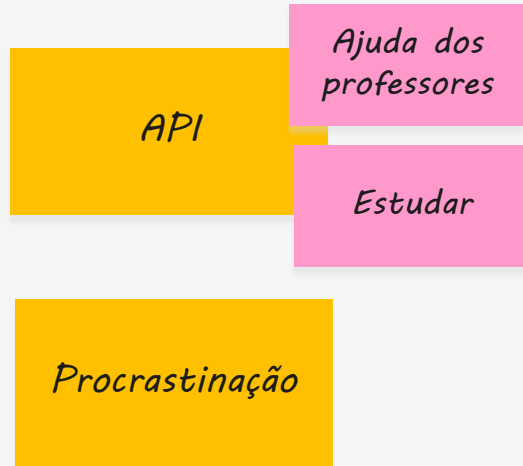 Ajuda dos
professores
API
Estudar
Procrastinação